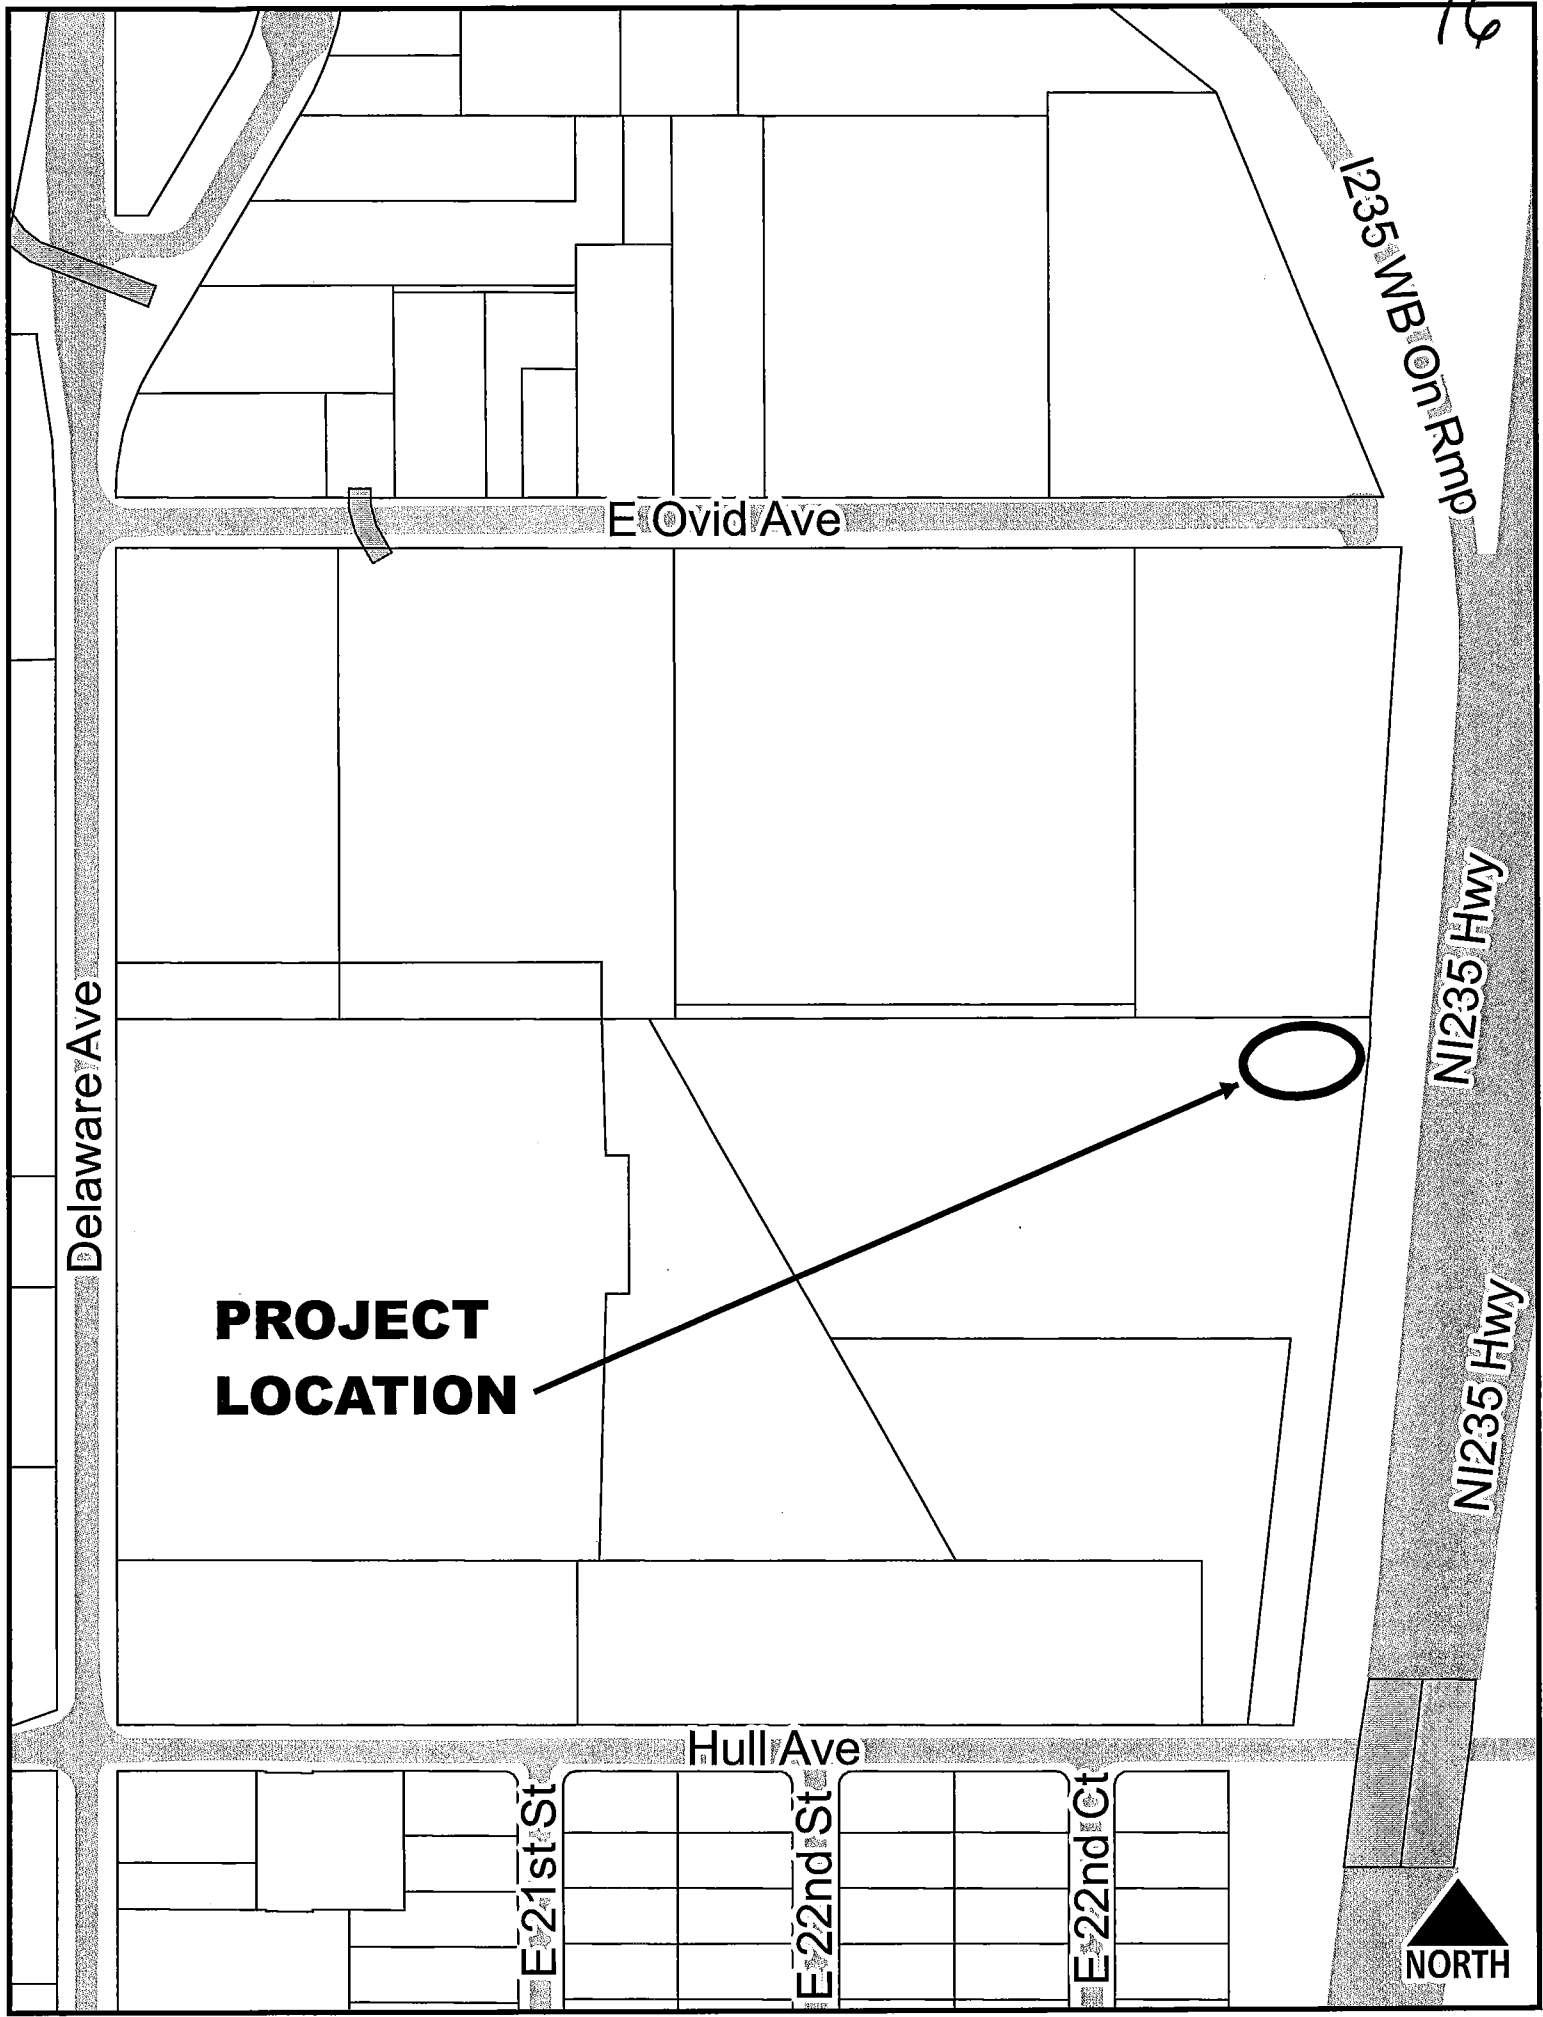 16
I235 WB On Rmp
E Ovid Ave
NI235 Hwy
Delaware Ave
PROJECT
LOCATION
NI235 Hwy
Hull Ave
E 21st St
E 22nd St
E 22nd Ct
NORTH